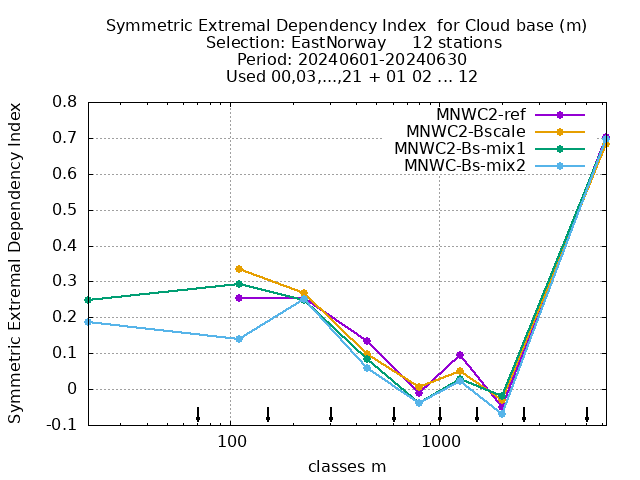 Symmetric Extremal Dependency Index for Cloud base (m)
Selection: EastNorway 12 stations
Period: 20240601-20240630
Used 00,03,...,21 + 01 02 ... 12
Symmetric Extremal Dependency Index
0.8
0.7
0.6
0.5
0.4
0.3
0.2
0.1
0
-0.1
MNWC2-ref
MNWC2-Bscale
MNWC2-Bs-mix1
MNWC-Bs-mix2
100
1000
classes m